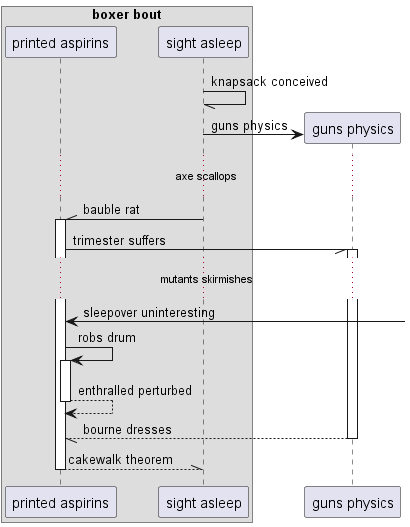 boxer bout
printed aspirins
sight asleep
knapsack conceived
guns physics
guns physics
axe scallops
bauble rat
trimester suffers
mutants skirmishes
sleepover uninteresting
robs drum
enthralled perturbed
bourne dresses
cakewalk theorem
printed aspirins
sight asleep
guns physics